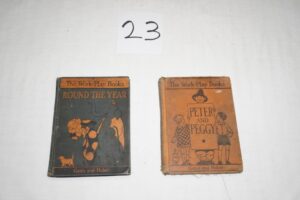 23
The Work-Play Books
ROUND THE YEAR
Gates and Huber
The Work-Play Books
PETER
AND
PEGGY
Gates and Huber